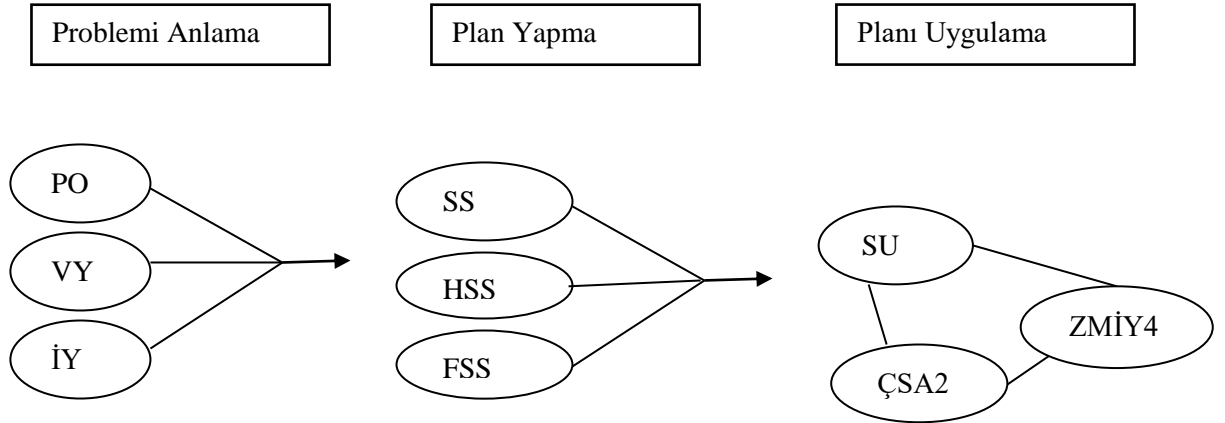 Problemi Anlama
Plan Yapma
Planı Uygulama
PO
VY
İY
SS
HSS
FSS
SU
ZMİY4
ÇSA2